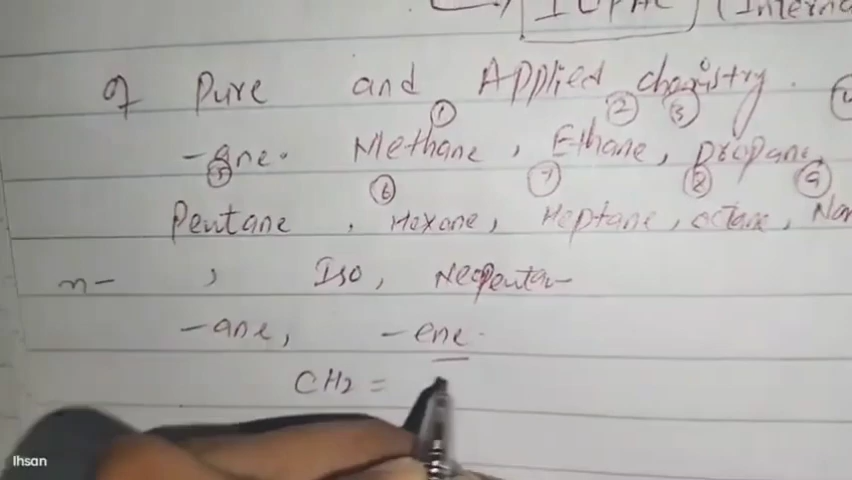 IUPAC (Interna
of Pure and Applied chemistry.
① ② ③
-ane. Methane, Ethane, propane,
⑤ ⑥ ⑦ ⑧ ⑨
Pentane, Hexane, Heptane, octane, Non
n- , Iso, Neopentan-
-ane, -ene.
CH2 =
Ihsan